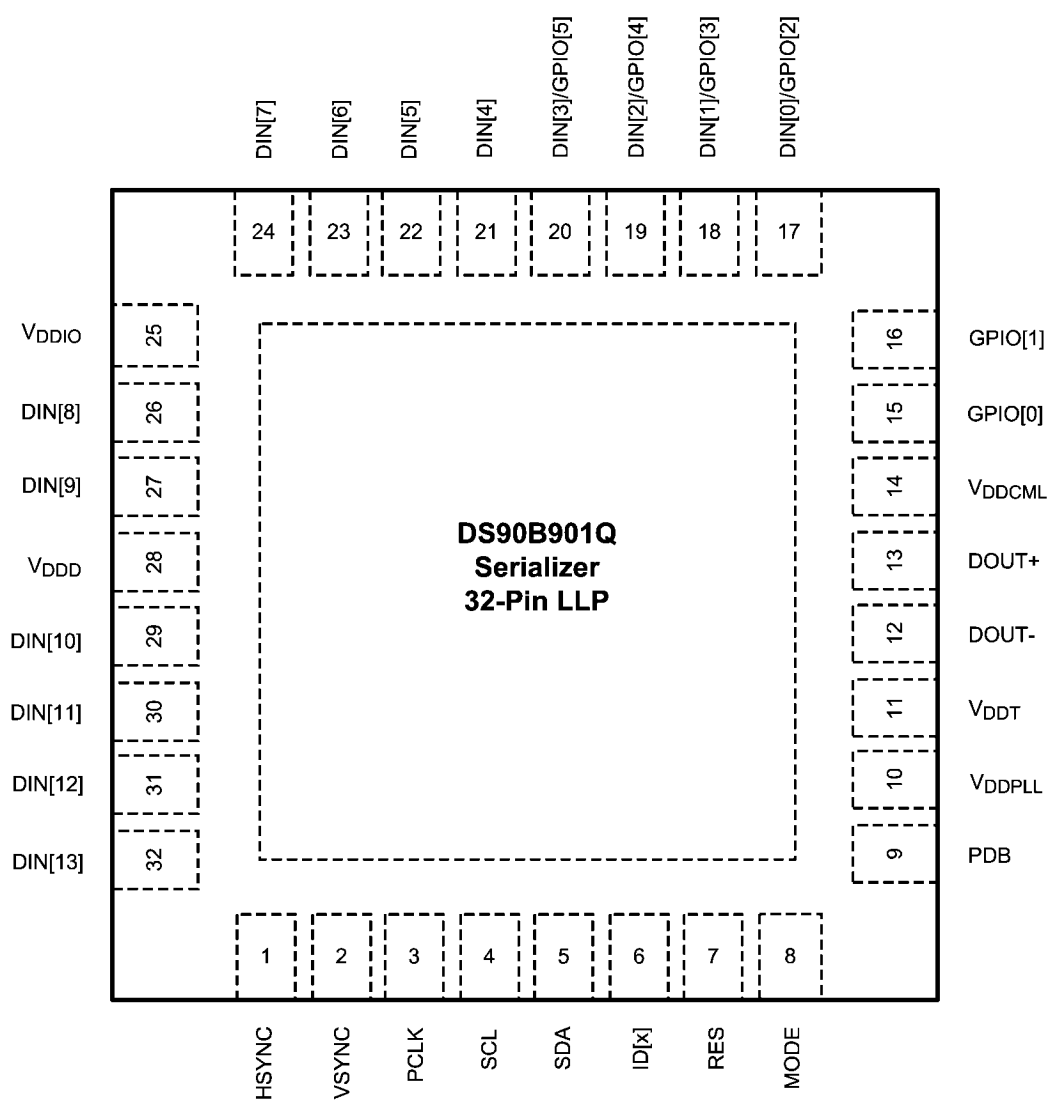 DIN[7]
DIN[6]
DIN[5]
DIN[4]
DIN[3]/GPIO[5]
DIN[2]/GPIO[4]
DIN[1]/GPIO[3]
DIN[0]/GPIO[2]
24
23
22
21
20
19
18
17
VDDIO
25
DIN[8]
26
DIN[9]
27
VDDD
28
DIN[10]
29
DIN[11]
30
DIN[12]
31
DIN[13]
32
DS90B901Q
Serializer
32-Pin LLP
16
GPIO[1]
15
GPIO[0]
14
VDDCML
13
DOUT+
12
DOUT-
11
VDDT
10
VDDPLL
9
PDB
1
2
3
4
5
6
7
8
HSYNC
VSYNC
PCLK
SCL
SDA
ID[x]
RES
MODE